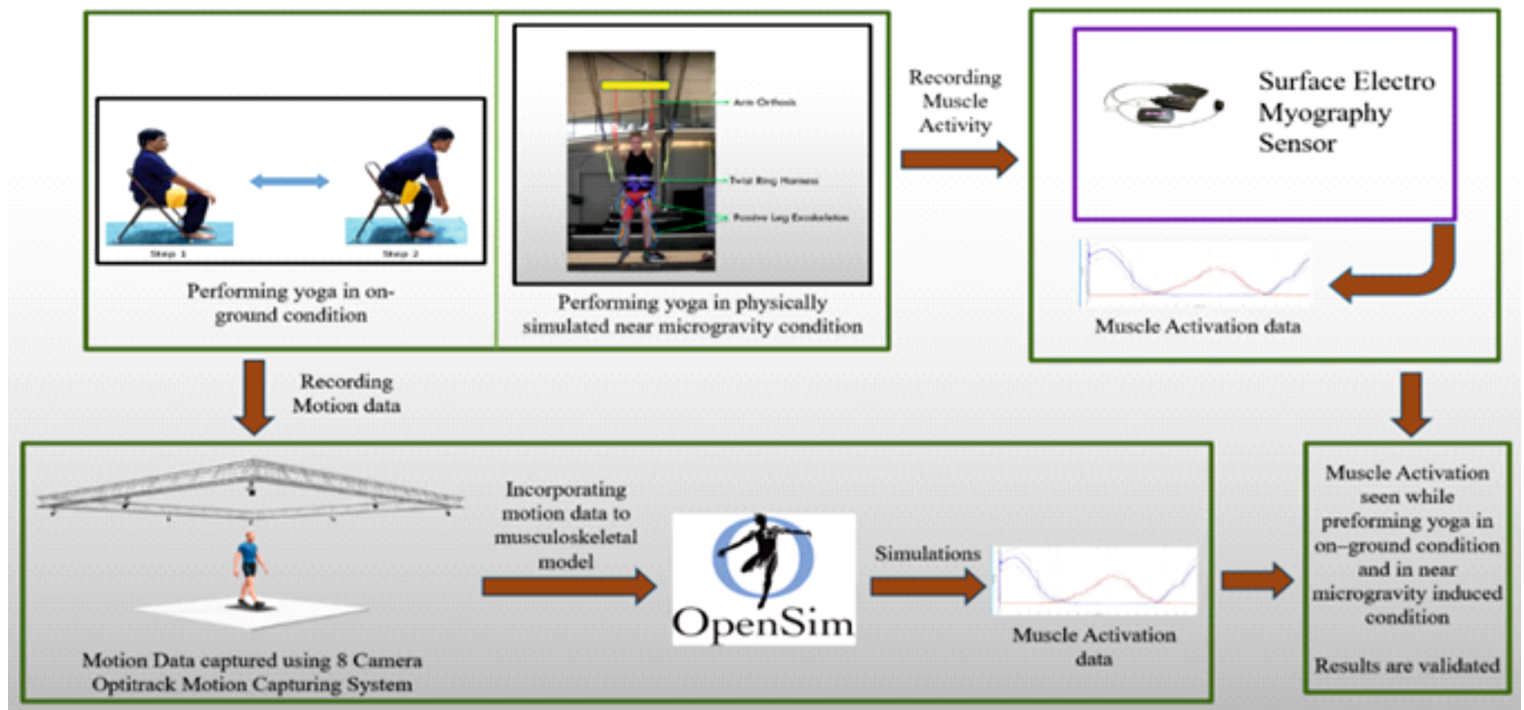 Step 1
Step 2
Performing yoga in on-
ground condition
Arm Orthosis
Twist Ring Harness
Passive Leg Exoskeleton
Performing yoga in physically
simulated near microgravity condition
Recording
Muscle
Activity
Surface Electro
Myography
Sensor
Muscle Activation data
Recording
Motion data
Motion Data captured using 8 Camera
Optitrack Motion Capturing System
Incorporating
motion data to
musculoskeletal
model
OpenSim
Simulations
Muscle Activation
data
Muscle Activation
seen while
preforming yoga in
on–ground condition
and in near
microgravity induced
condition
Results are validated